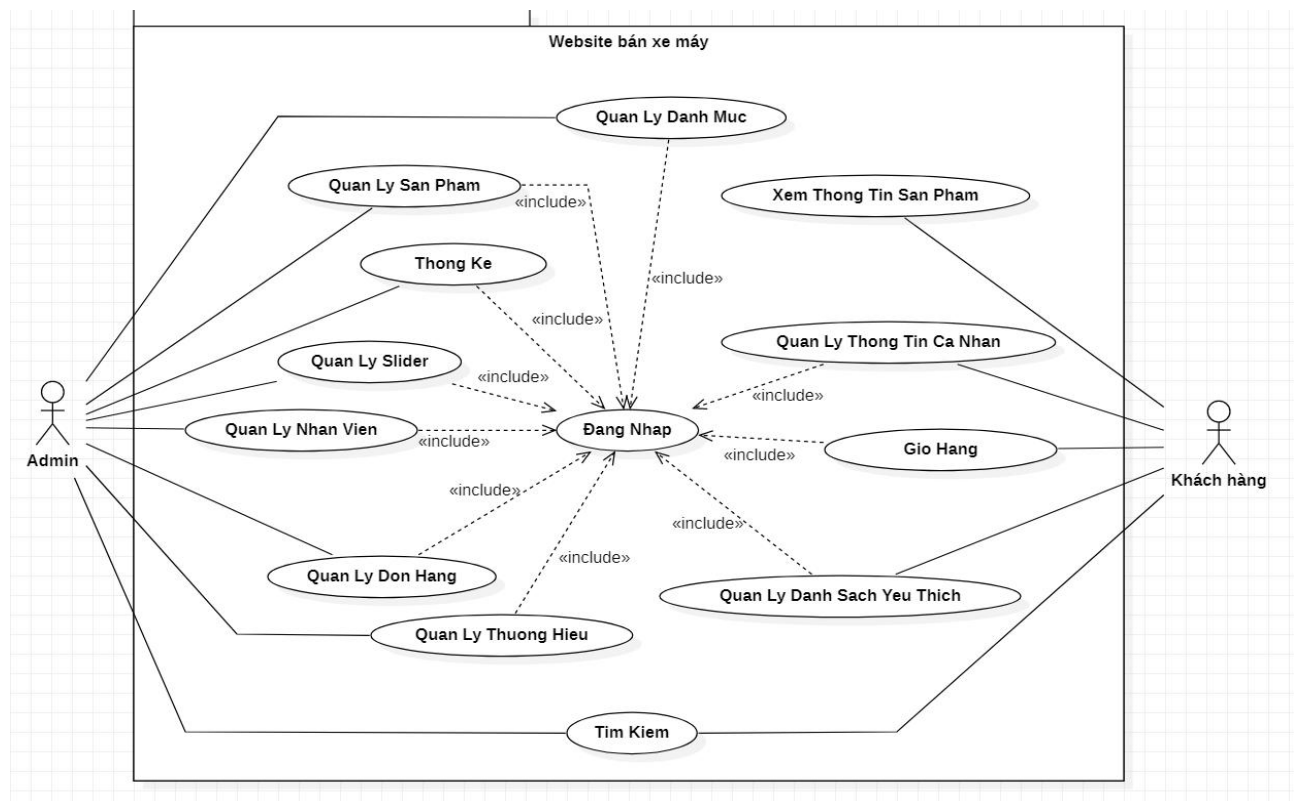 Website bán xe máy
Quan Ly Danh Muc
Quan Ly San Pham
Xem Thong Tin San Pham
«include»
Thong Ke
«include»
«include»
Quan Ly Thong Tin Ca Nhan
Quan Ly Slider
«include»
«include»
Quan Ly Nhan Vien
Đang Nhap
«include»
Gio Hang
«include»
Admin
Khách hàng
«include»
«include»
«include»
Quan Ly Don Hang
Quan Ly Danh Sach Yeu Thich
Quan Ly Thuong Hieu
Tim Kiem